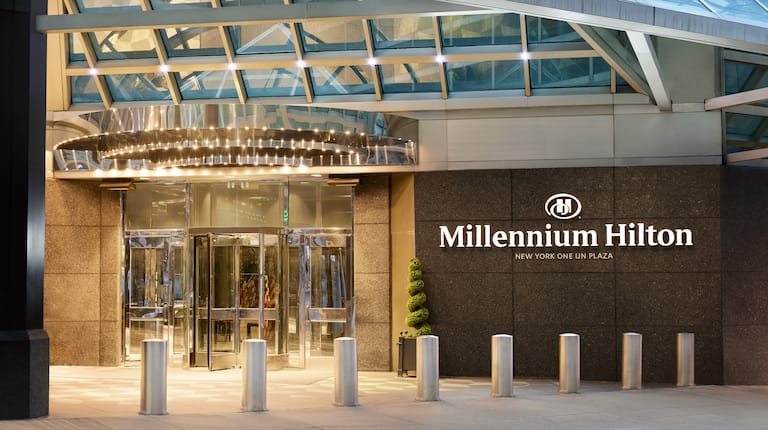 H
Millennium Hilton
NEW YORK ONE UN PLAZA